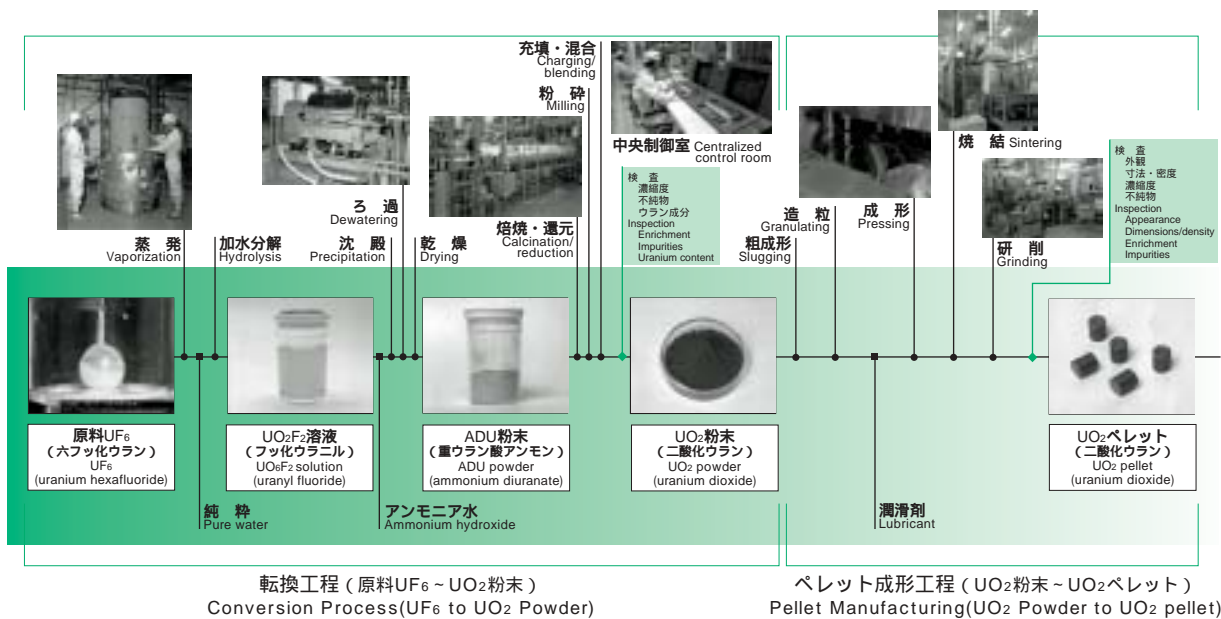 充填・混合
Charging/
blending
粉 砕
Milling
中央制御室 Centralized
control room
焼 結 Sintering
検 査
外観
寸法・密度
濃縮度
不純物
Inspection
Appearance
Dimensions/density
Enrichment
Impurities
検 査
濃縮度
不純物
ウラン成分
Inspection
Enrichment
Impurities
Uranium content
蒸 発
Vaporization
加水分解
Hydrolysis
ろ 過
Dewatering
沈 殿
Precipitation
乾 燥
Drying
焙焼・還元
Calcination/
reduction
造 粒
Granulating
粗成形
Slugging
成 形
Pressing
研 削
Grinding
原料UF₆
(六フッ化ウラン)
UF₆
(uranium hexafluoride)
UO₂F₂溶液
(フッ化ウラニル)
UO₆F₂ solution
(uranyl fluoride)
ADU粉末
(重ウラン酸アンモン)
ADU powder
(ammonium diuranate)
UO₂粉末
(二酸化ウラン)
UO₂ powder
(uranium dioxide)
UO₂ペレット
(二酸化ウラン)
UO₂ pellet
(uranium dioxide)
純 粋
Pure water
アンモニア水
Ammonium hydroxide
潤滑剤
Lubricant
転換工程(原料UF₆~UO₂粉末)
Conversion Process(UF₆ to UO₂ Powder)
ペレット成形工程(UO₂粉末~UO₂ペレット)
Pellet Manufacturing(UO₂ Powder to UO₂ pellet)